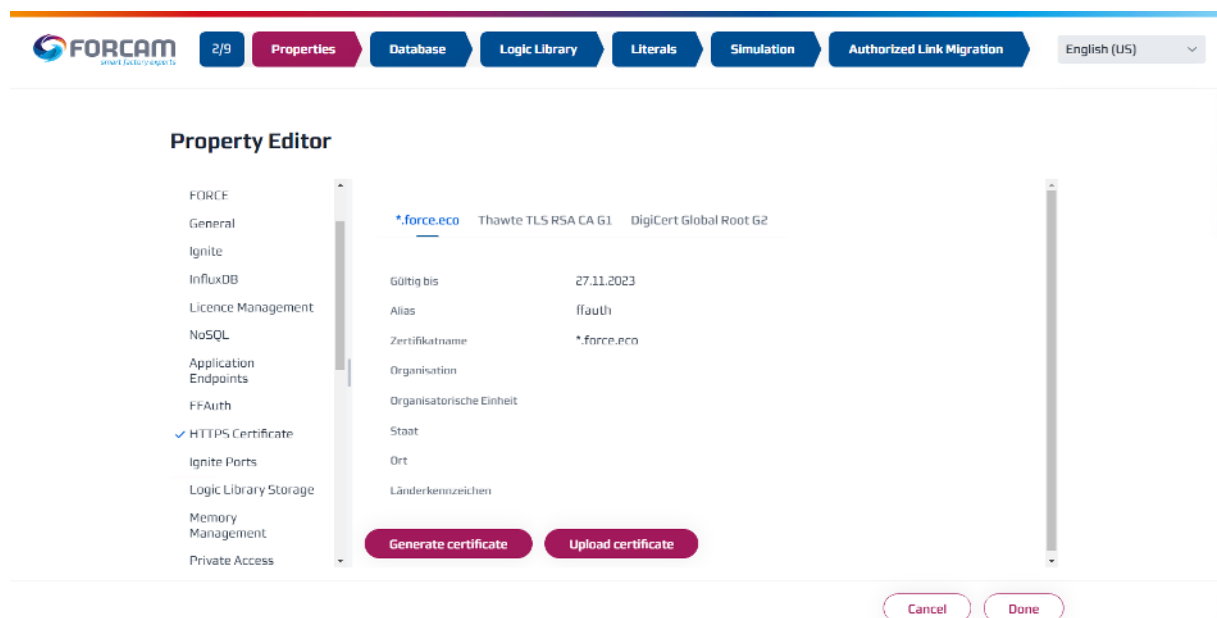 FORCAM
smart factory experts
2/9 Properties Database Logic Library Literals Simulation Authorized Link Migration English (US)
Property Editor
FORCE
General
Ignite
InfluxDB
Licence Management
NoSQL
Application
Endpoints
FFAuth
HTTPS Certificate
Ignite Ports
Logic Library Storage
Memory
Management
Private Access
*.force.eco Thawte TLS RSA CA G1 DigiCert Global Root G2
Gültig bis 27.11.2023
Alias ffauth
Zertifikatname *.force.eco
Organisation
Organisatorische Einheit
Staat
Ort
Länderkennzeichen
Generate certificate Upload certificate
Cancel Done